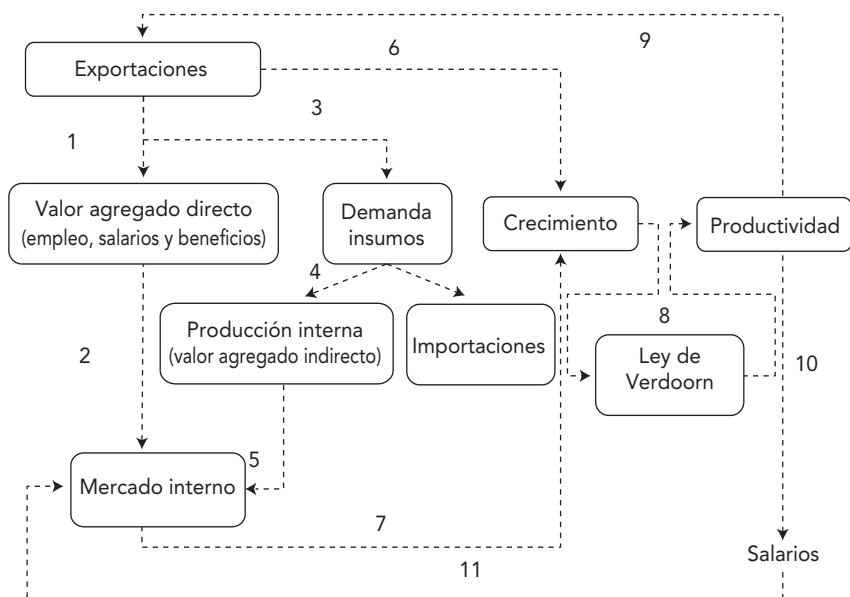 6
9
Exportaciones
3
1
Valor agregado directo
(empleo, salarios y beneficios)
Demanda
insumos
Crecimiento
Productividad
4
Producción interna
(valor agregado indirecto)
Importaciones
8
Ley de
Verdoorn
2
10
5
Mercado interno
7
Salarios
11